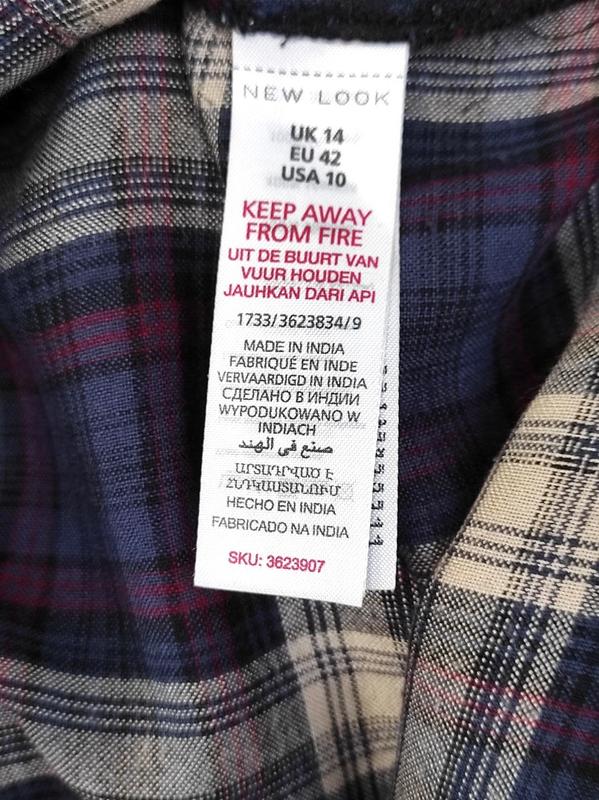 NEW LOOK
UK 14
EU 42
USA 10
KEEP AWAY
FROM FIRE
UIT DE BUURT VAN
VUUR HOUDEN
JAUHKAN DARI API
1733/3623834/9
MADE IN INDIA
FABRIQUÉ EN INDE
VERVAARDIGD IN INDIA
СДЕЛАНО В ИНДИИ
WYPODUKOWANO W
INDIACH
صنع في الهند
ԱՐՏԱԴՐՎԱԾ Է
ՀՆԴԿԱՍՏԱՆՈՒՄ
HECHO EN INDIA
FABRICADO NA INDIA
SKU: 3623907